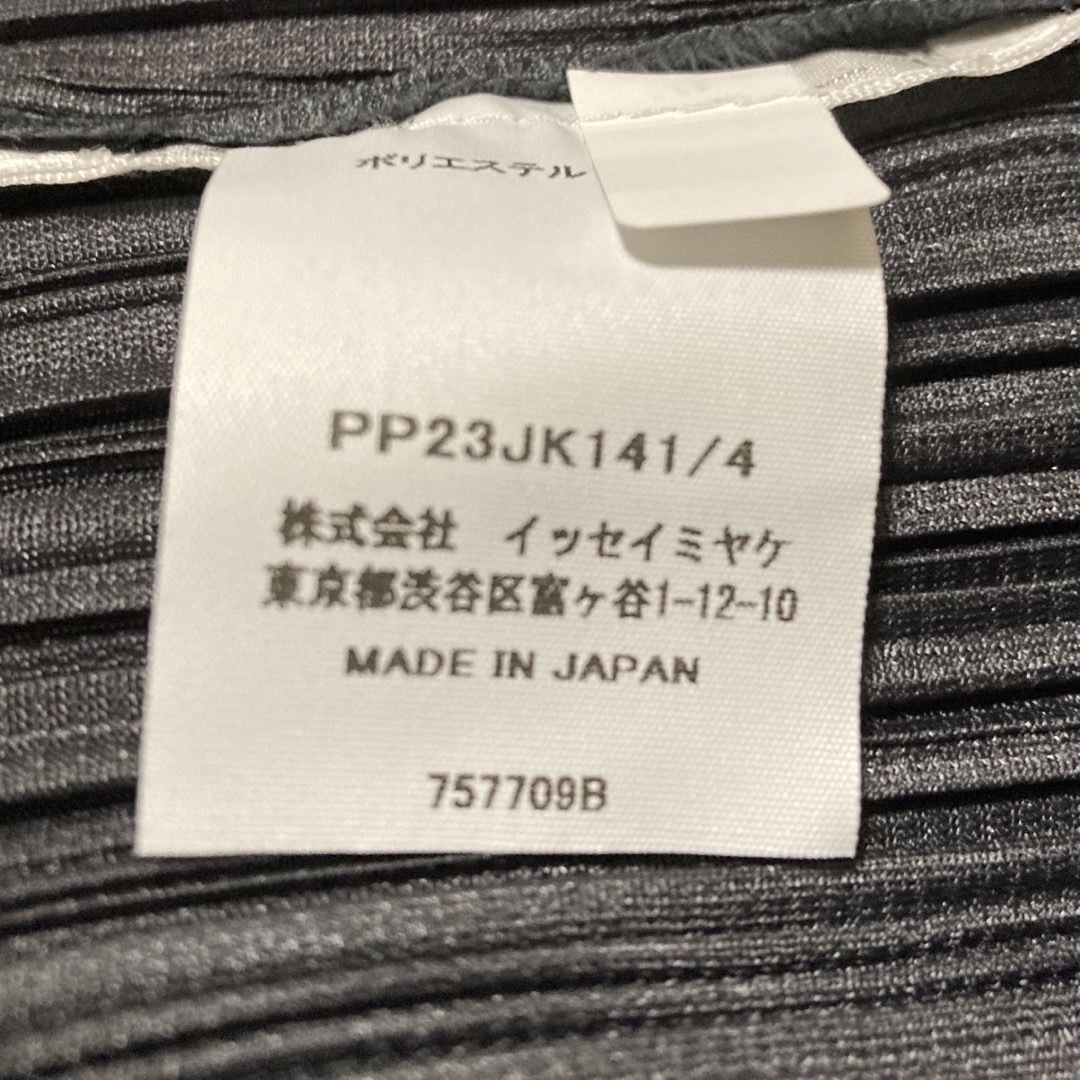 ポリエステル
PP23JK141/4
株式会社 イッセイミヤケ
東京都渋谷区富ヶ谷1-12-10
MADE IN JAPAN
757709B